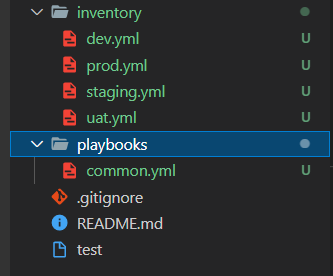 inventory
dev.yml U
prod.yml U
staging.yml U
uat.yml U
playbooks
common.yml U
.gitignore
README.md
test